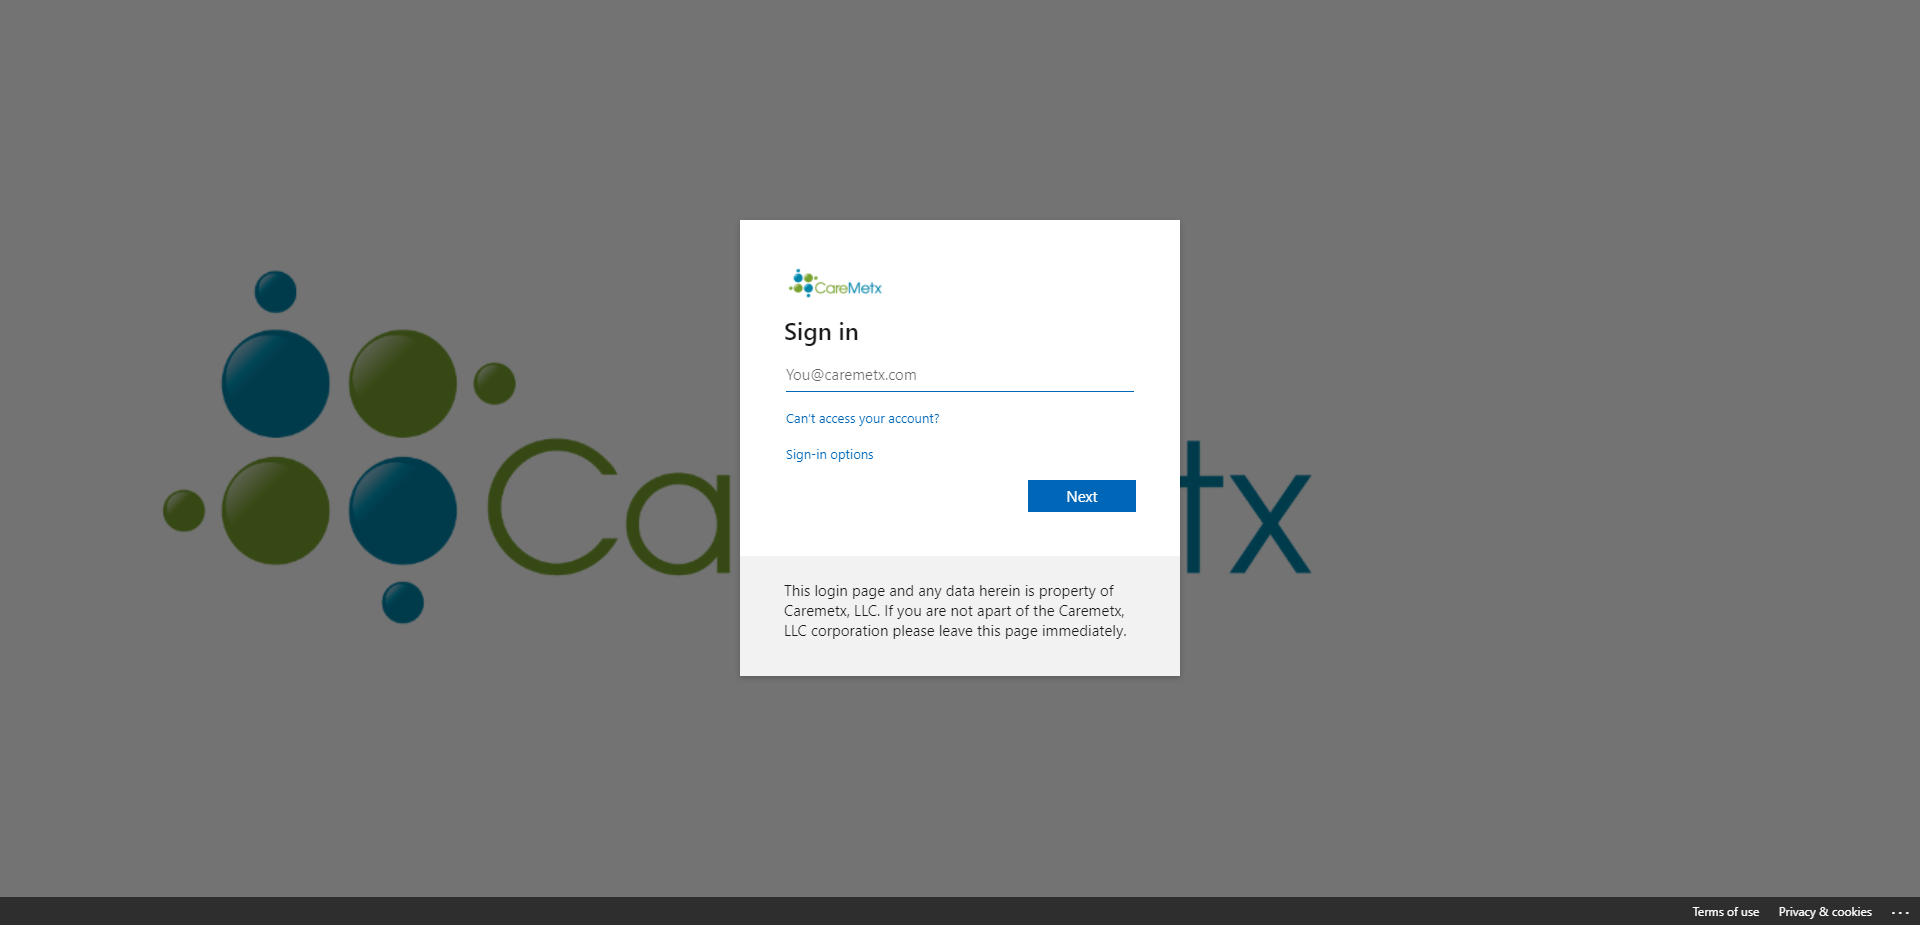 CareMetx
Sign in
You@caremetx.com
Can't access your account?
Sign-in options
Next
Ca
tx
This login page and any data herein is property of
Caremetx, LLC. If you are not apart of the Caremetx,
LLC corporation please leave this page immediately.
Terms of use
Privacy & cookies
...